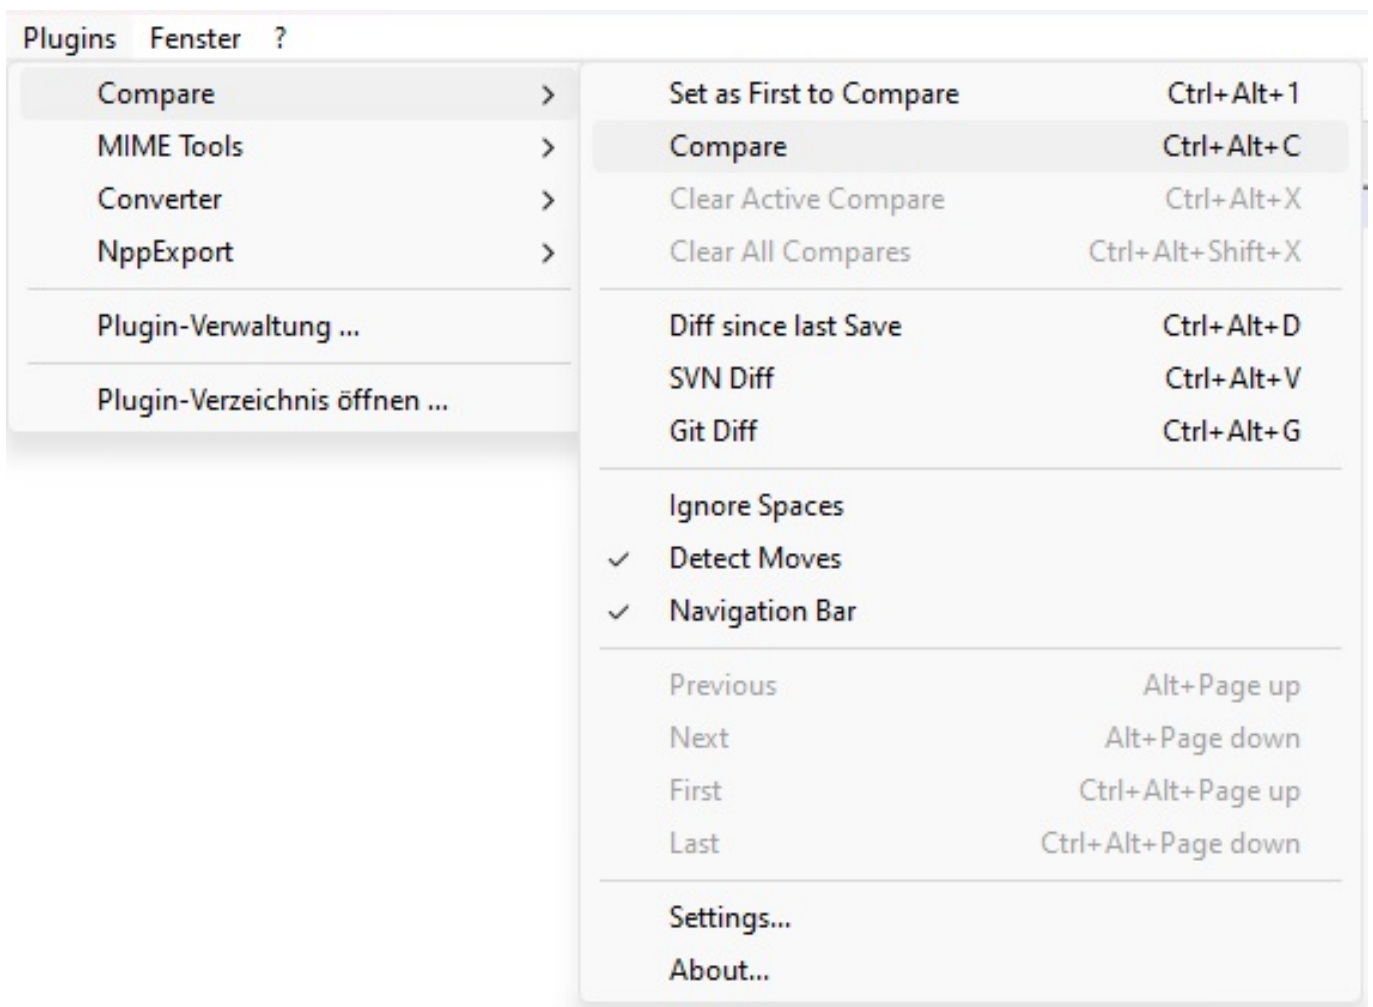 Plugins Fenster ?
Compare
MIME Tools
Converter
NppExport
Plugin-Verwaltung ...
Plugin-Verzeichnis öffnen ...
Set as First to Compare Ctrl+Alt+1
Compare Ctrl+Alt+C
Clear Active Compare Ctrl+Alt+X
Clear All Compares Ctrl+Alt+Shift+X
Diff since last Save Ctrl+Alt+D
SVN Diff Ctrl+Alt+V
Git Diff Ctrl+Alt+G
Ignore Spaces
Detect Moves
Navigation Bar
Previous Alt+Page up
Next Alt+Page down
First Ctrl+Alt+Page up
Last Ctrl+Alt+Page down
Settings...
About...